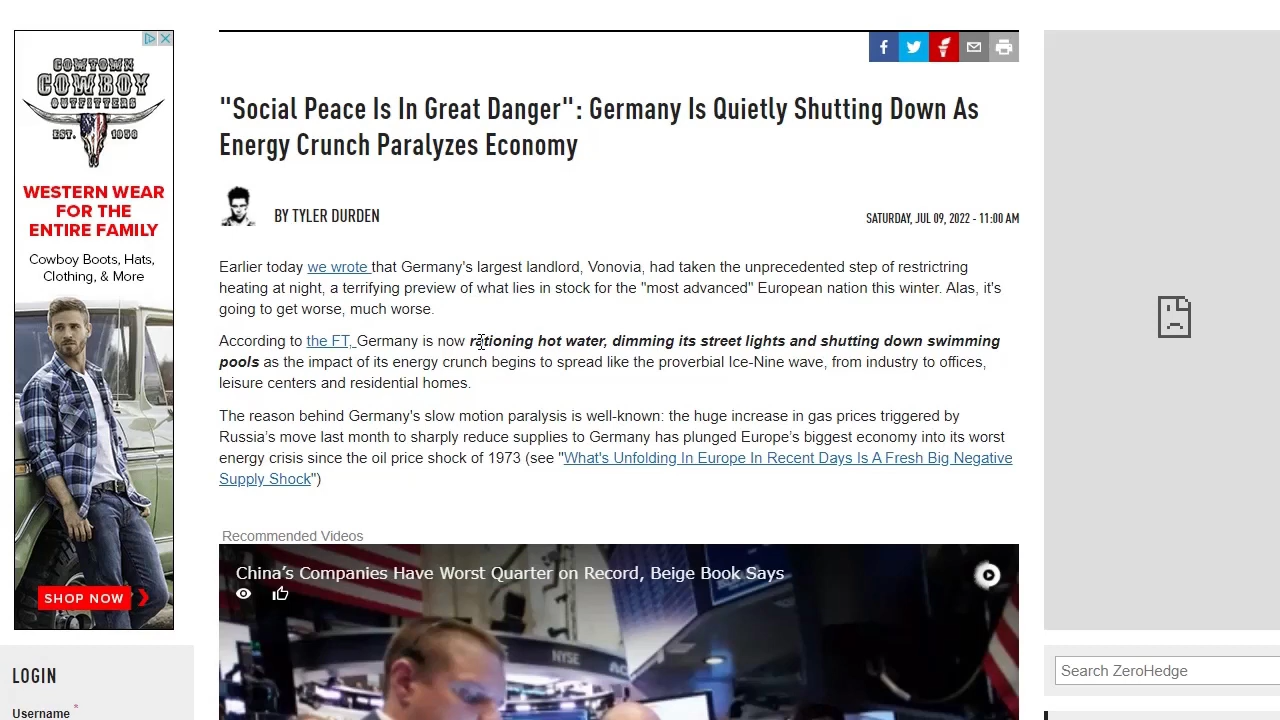 COWTOWN
COWBOY
OUTFITTERS
EST. 1958
WESTERN WEAR
FOR THE
ENTIRE FAMILY
Cowboy Boots, Hats,
Clothing, & More
SHOP NOW
LOGIN
Username *
"Social Peace Is In Great Danger": Germany Is Quietly Shutting Down As
Energy Crunch Paralyzes Economy
BY TYLER DURDEN
SATURDAY, JUL 09, 2022 - 11:00 AM
Earlier today we wrote that Germany's largest landlord, Vonovia, had taken the unprecedented step of restrictring
heating at night, a terrifying preview of what lies in stock for the "most advanced" European nation this winter. Alas, it's
going to get worse, much worse.
According to the FT, Germany is now rationing hot water, dimming its street lights and shutting down swimming
pools as the impact of its energy crunch begins to spread like the proverbial Ice-Nine wave, from industry to offices,
leisure centers and residential homes.
The reason behind Germany's slow motion paralysis is well-known: the huge increase in gas prices triggered by
Russia's move last month to sharply reduce supplies to Germany has plunged Europe's biggest economy into its worst
energy crisis since the oil price shock of 1973 (see "What's Unfolding In Europe In Recent Days Is A Fresh Big Negative
Supply Shock")
Recommended Videos
China's Companies Have Worst Quarter on Record, Beige Book Says
NYSE
Search ZeroHedge